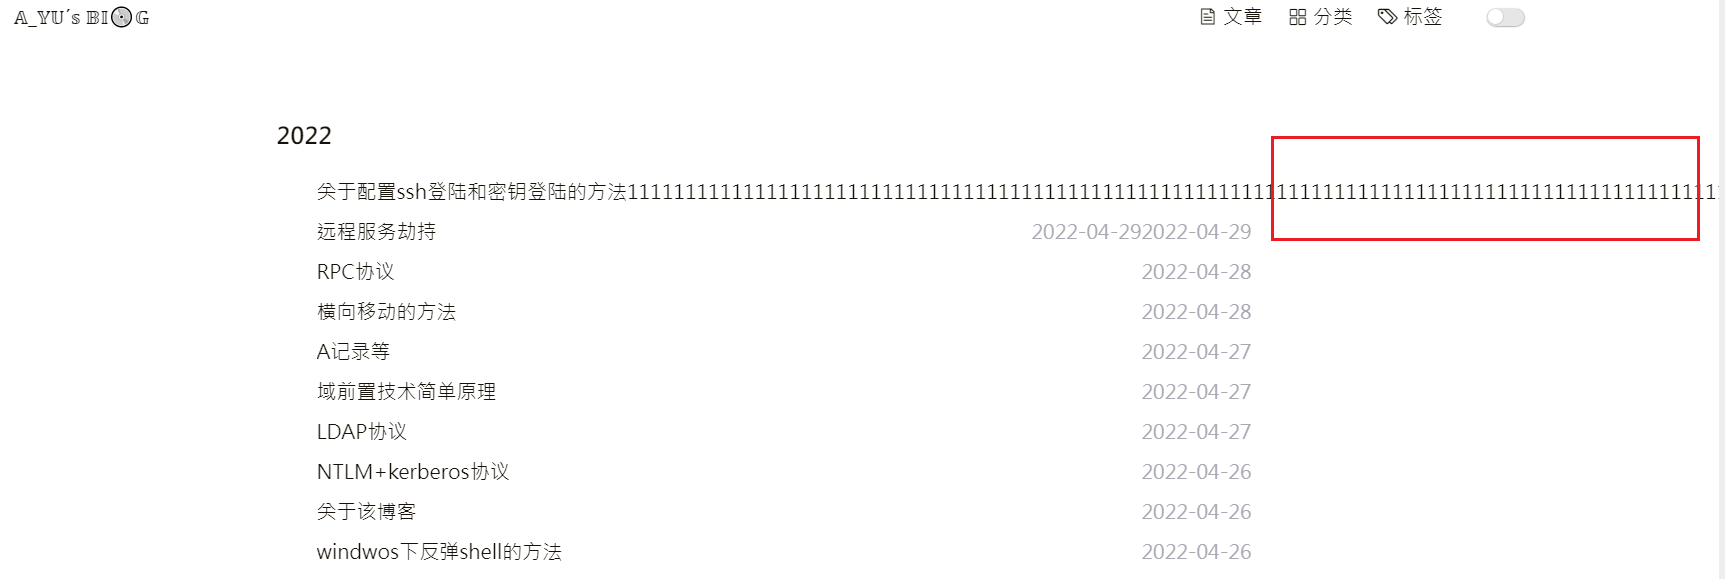 A_YU's BlOG
文章 分类 标签
2022
关于配置ssh登陆和密钥登陆的方法11111111111111111111111111111111111111111111111111111111111111111111111111111111111111111111111
远程服务劫持 2022-04-292022-04-29
RPC协议 2022-04-28
横向移动的方法 2022-04-28
A记录等 2022-04-27
域前置技术简单原理 2022-04-27
LDAP协议 2022-04-27
NTLM+kerberos协议 2022-04-26
关于该博客 2022-04-26
windwos下反弹shell的方法 2022-04-26